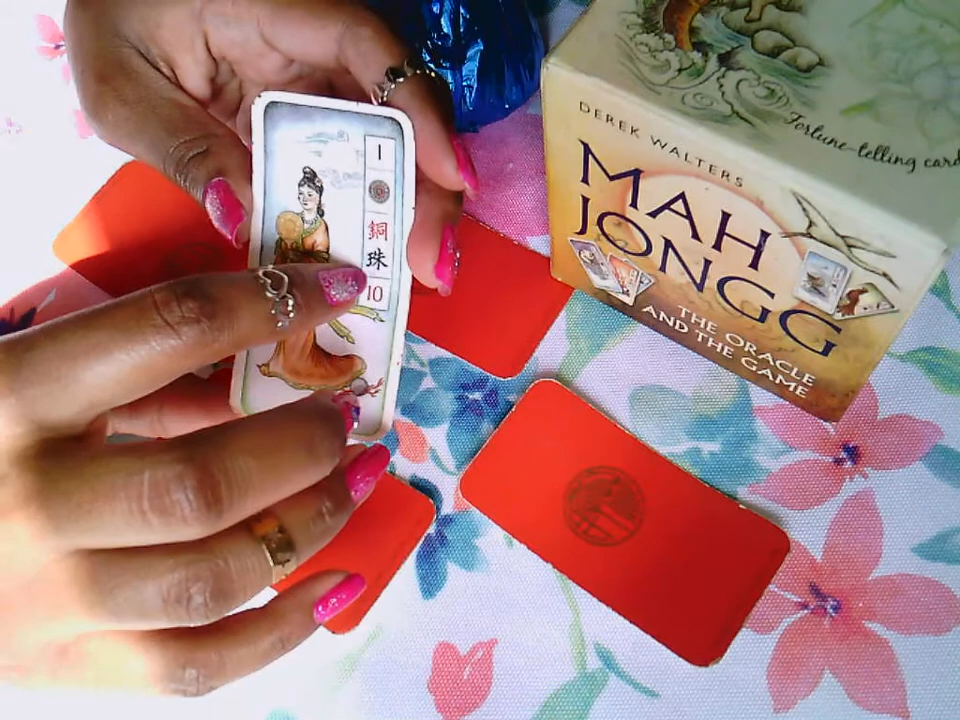 1
銅
珠
10
Fortune-telling card
DEREK WALTERS
MAH
JONGG
THE ORACLE
AND THE GAME